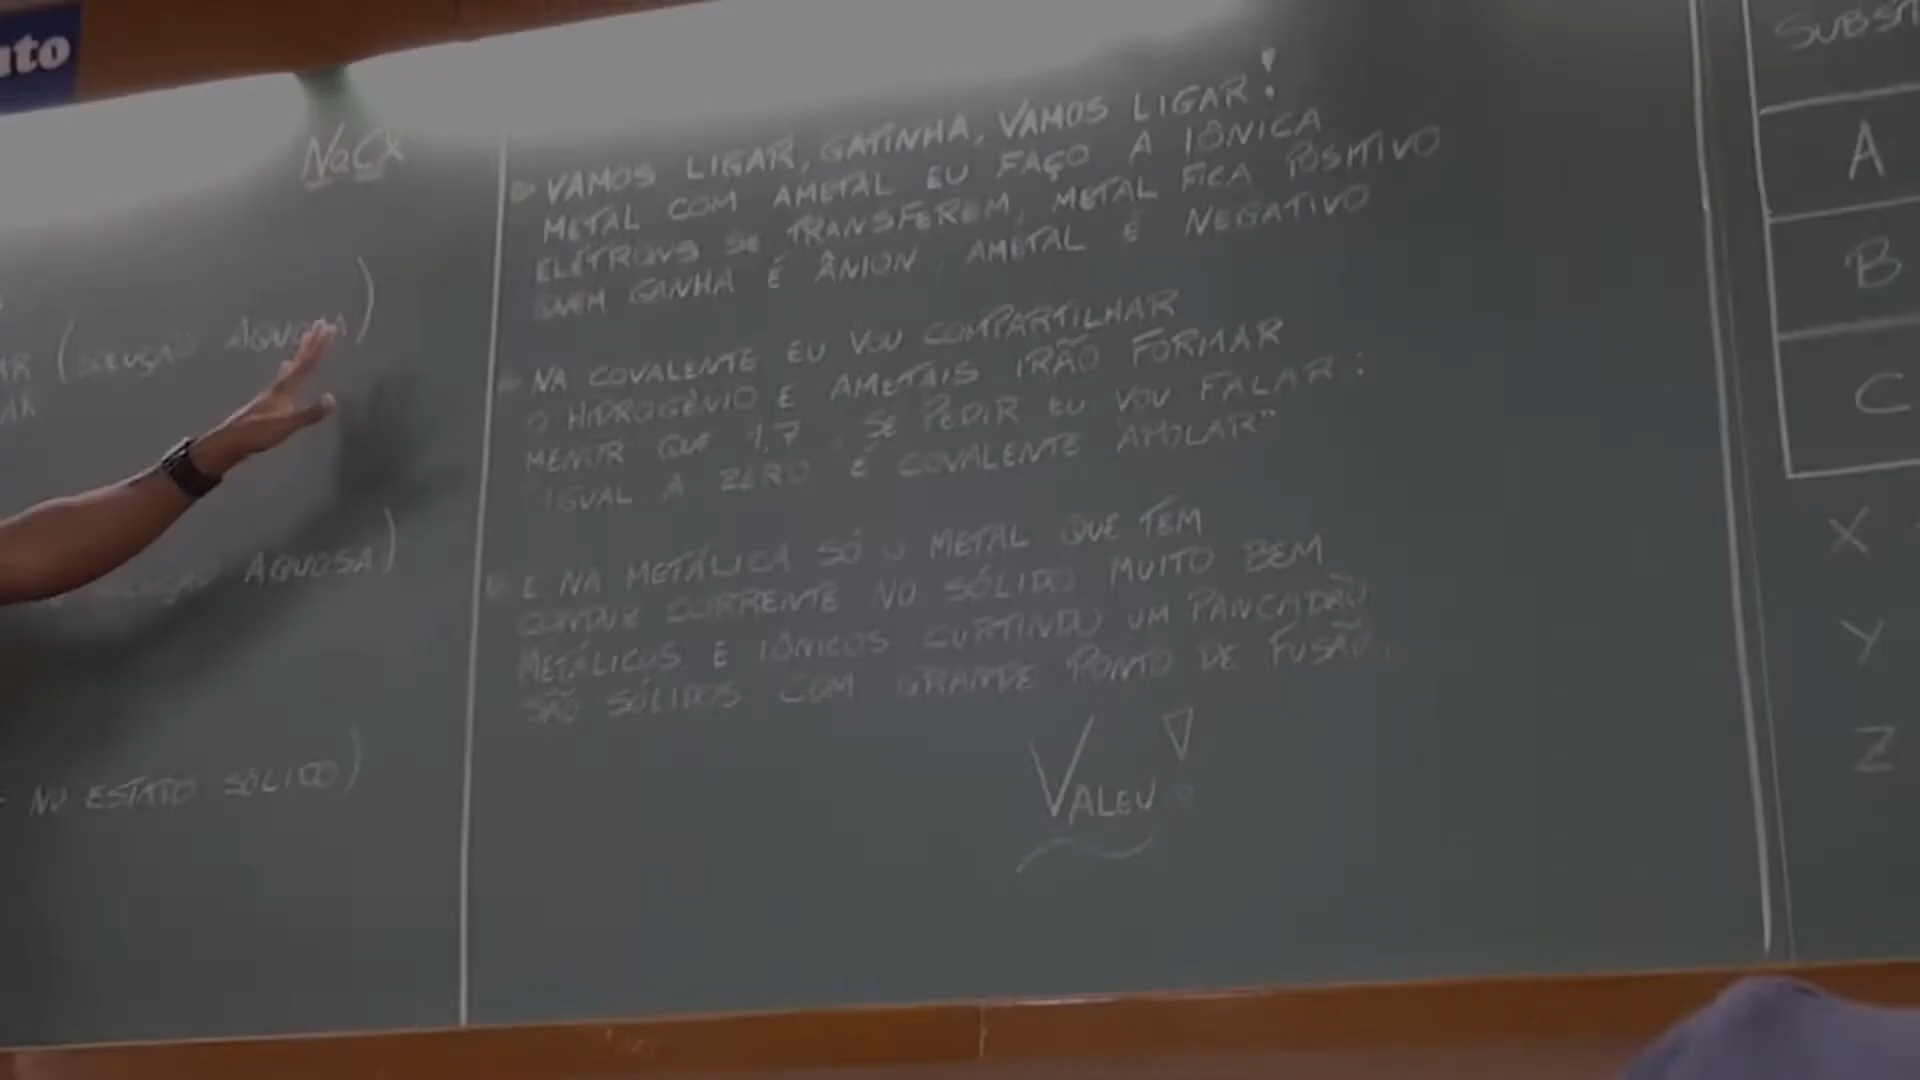 uto
NaCl
AR (SOLUÇÃO AQUOSA)
AR
SOLUÇÃO AQUOSA)
NO ESTADO SÓLIDO)
VAMOS LIGAR, GATINHA, VAMOS LIGAR!
METAL COM AMETAL EU FAÇO A IÔNICA
ELÉTRONS SE TRANSFEREM, METAL FICA POSITIVO
QUEM GANHA É ÂNION AMETAL É NEGATIVO
NA COVALENTE EU VOU COMPARTILHAR
O HIDROGÊNIO E AMETAIS IRÃO FORMAR
MENOR QUE 1,7 SE PEDIR EU VOU FALAR:
"IGUAL A ZERO É COVALENTE APOLAR"
E NA METÁLICA SÓ O METAL QUE TEM
CONDUZ CORRENTE NO SÓLIDO MUITO BEM
METÁLICOS E IÔNICOS CURTINDO UM PANCADÃO
SÃO SÓLIDOS COM GRANDE PONTO DE FUSÃO.
VALEU!
SUBST
A
B
C
X
Y
Z